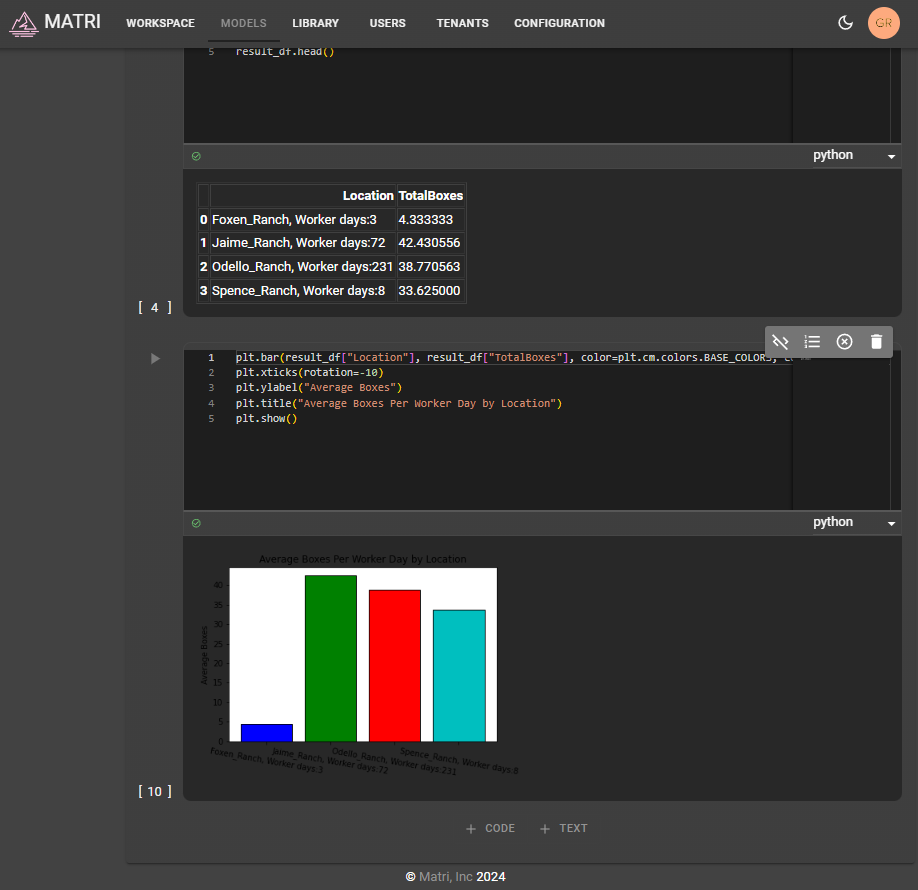 MATRI WORKSPACE MODELS LIBRARY USERS TENANTS CONFIGURATION GR
5 result_df.head()
python
Location TotalBoxes
0 Foxen_Ranch, Worker days:3 4.333333
1 Jaime_Ranch, Worker days:72 42.430556
2 Odello_Ranch, Worker days:231 38.770563
3 Spence_Ranch, Worker days:8 33.625000
[ 4 ]
1 plt.bar(result_df["Location"], result_df["TotalBoxes"], color=plt.cm.colors.BASE_COLORS,
2 plt.xticks(rotation=-10)
3 plt.ylabel("Average Boxes")
4 plt.title("Average Boxes Per Worker Day by Location")
5 plt.show()
python
Average Boxes Per Worker Day by Location
Average Boxes
40
35
30
25
20
15
10
5
0
Foxen_Ranch, Worker days:3
Jaime_Ranch, Worker days:72
Odello_Ranch, Worker days:231
Spence_Ranch, Worker days:8
[ 10 ]
+ CODE + TEXT
© Matri, Inc 2024